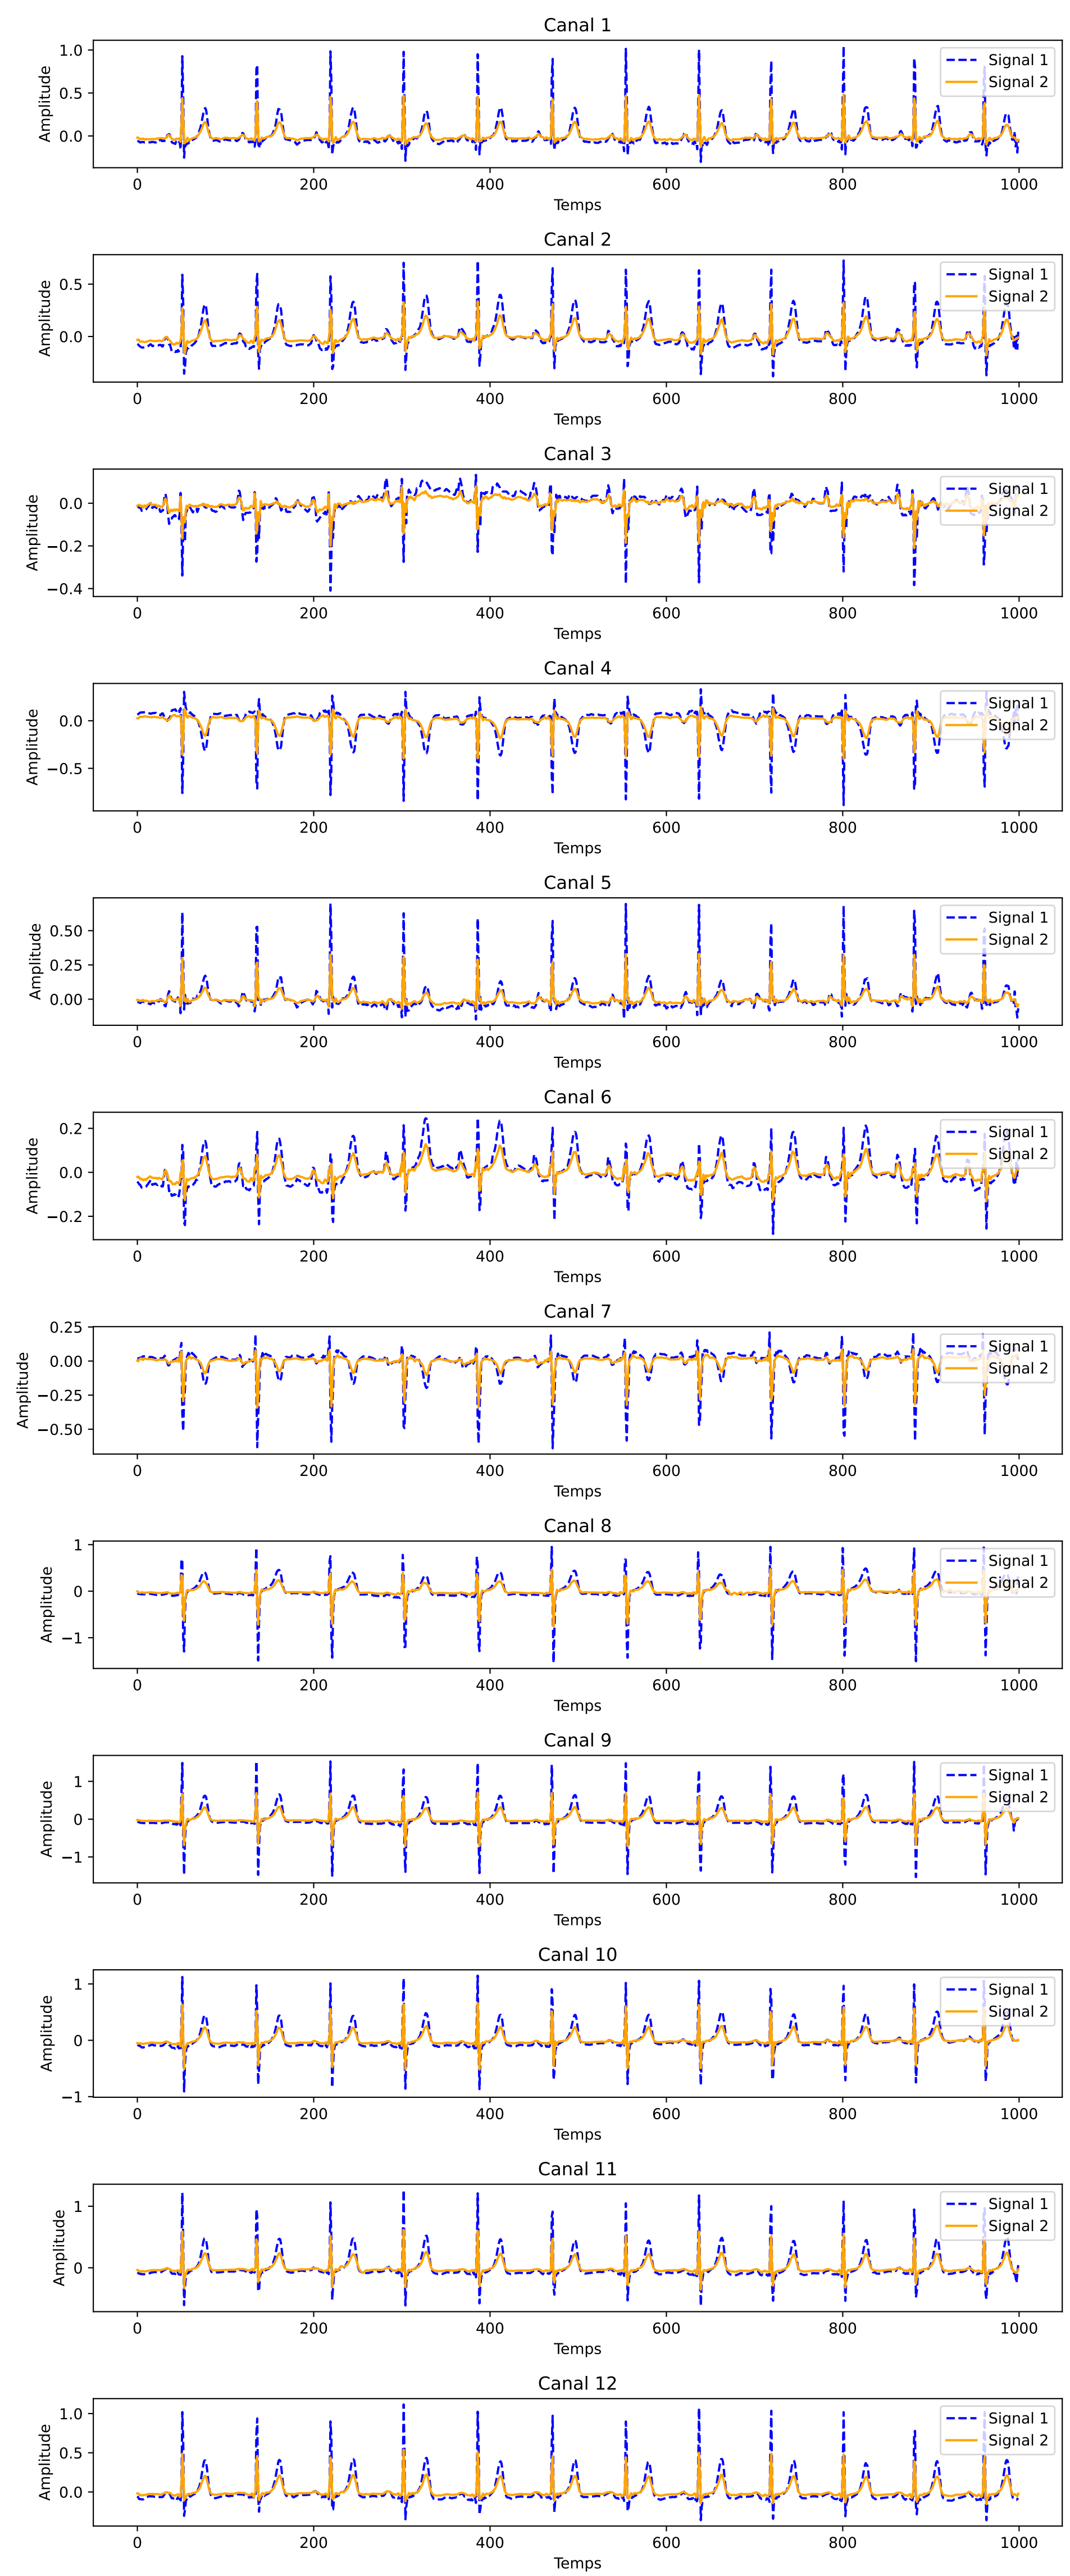 Canal 1
1.0
0.5
0.0
Amplitude
Signal 1
Signal 2
0 200 400 600 800 1000
Temps
Canal 2
0.5
0.0
Amplitude
Signal 1
Signal 2
0 200 400 600 800 1000
Temps
Canal 3
0.0
−0.2
−0.4
Amplitude
Signal 1
Signal 2
0 200 400 600 800 1000
Temps
Canal 4
0.0
−0.5
Amplitude
Signal 1
Signal 2
0 200 400 600 800 1000
Temps
Canal 5
0.50
0.25
0.00
Amplitude
Signal 1
Signal 2
0 200 400 600 800 1000
Temps
Canal 6
0.2
0.0
−0.2
Amplitude
Signal 1
Signal 2
0 200 400 600 800 1000
Temps
Canal 7
0.25
0.00
−0.25
−0.50
Amplitude
Signal 1
Signal 2
0 200 400 600 800 1000
Temps
Canal 8
1
0
−1
Amplitude
Signal 1
Signal 2
0 200 400 600 800 1000
Temps
Canal 9
1
0
−1
Amplitude
Signal 1
Signal 2
0 200 400 600 800 1000
Temps
Canal 10
1
0
−1
Amplitude
Signal 1
Signal 2
0 200 400 600 800 1000
Temps
Canal 11
1
0
Amplitude
Signal 1
Signal 2
0 200 400 600 800 1000
Temps
Canal 12
1.0
0.5
0.0
Amplitude
Signal 1
Signal 2
0 200 400 600 800 1000
Temps